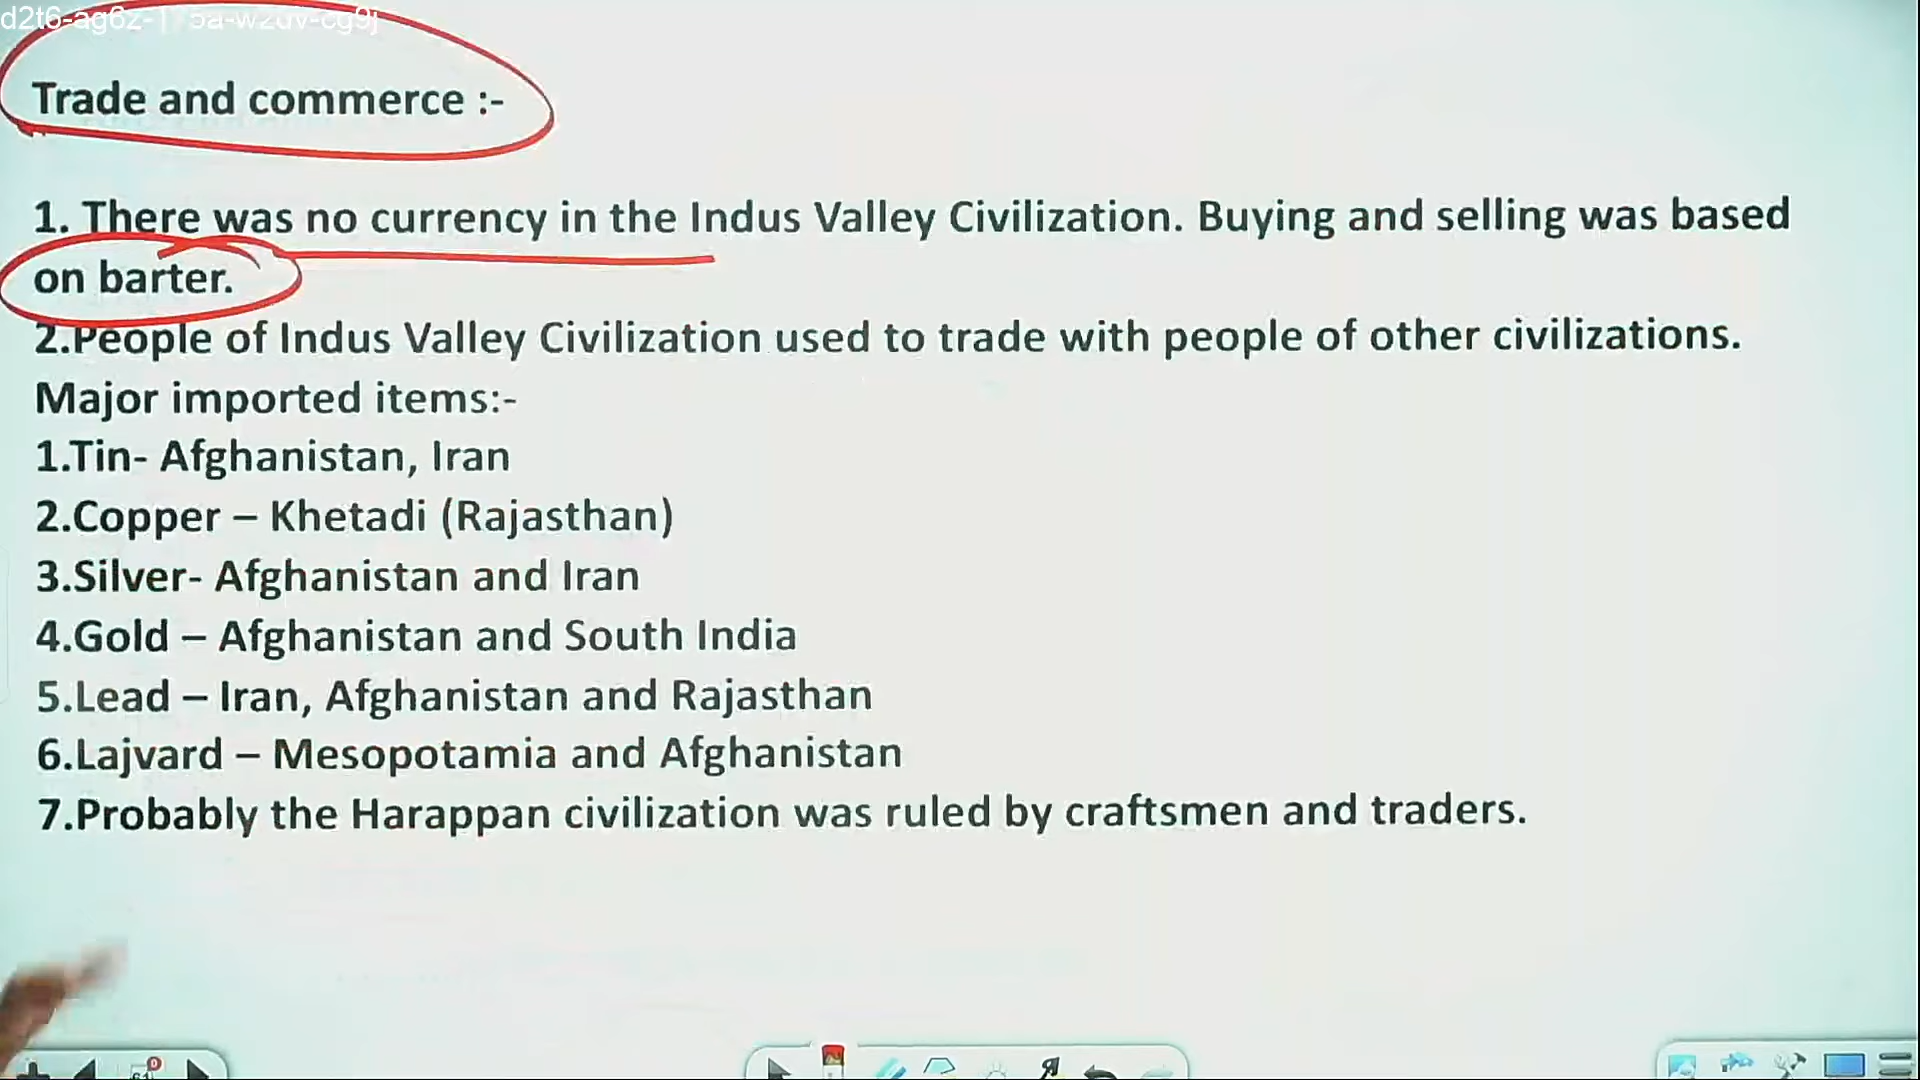 Trade and commerce :-
1. There was no currency in the Indus Valley Civilization. Buying and selling was based
on barter.
2.People of Indus Valley Civilization used to trade with people of other civilizations.
Major imported items:-
1.Tin- Afghanistan, Iran
2.Copper – Khetadi (Rajasthan)
3.Silver- Afghanistan and Iran
4.Gold – Afghanistan and South India
5.Lead – Iran, Afghanistan and Rajasthan
6.Lajvard – Mesopotamia and Afghanistan
7.Probably the Harappan civilization was ruled by craftsmen and traders.